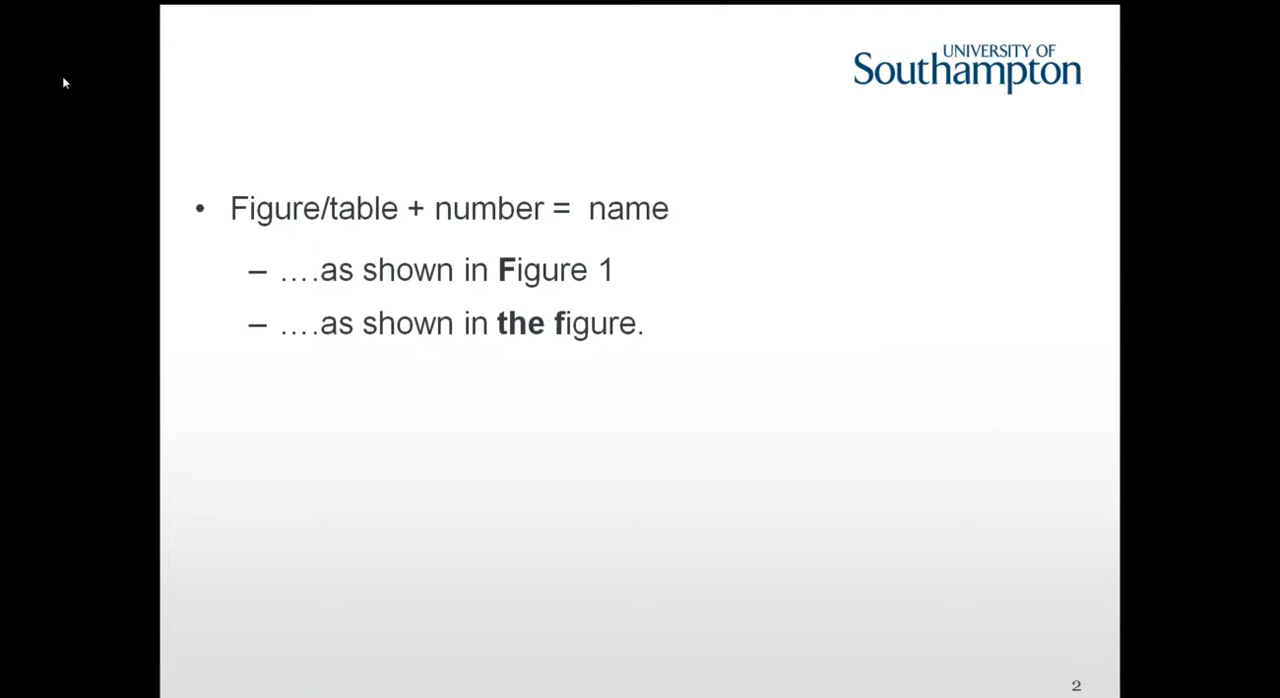 UNIVERSITY OF
Southampton
• Figure/table + number = name
– ….as shown in Figure 1
– ….as shown in the figure.
2